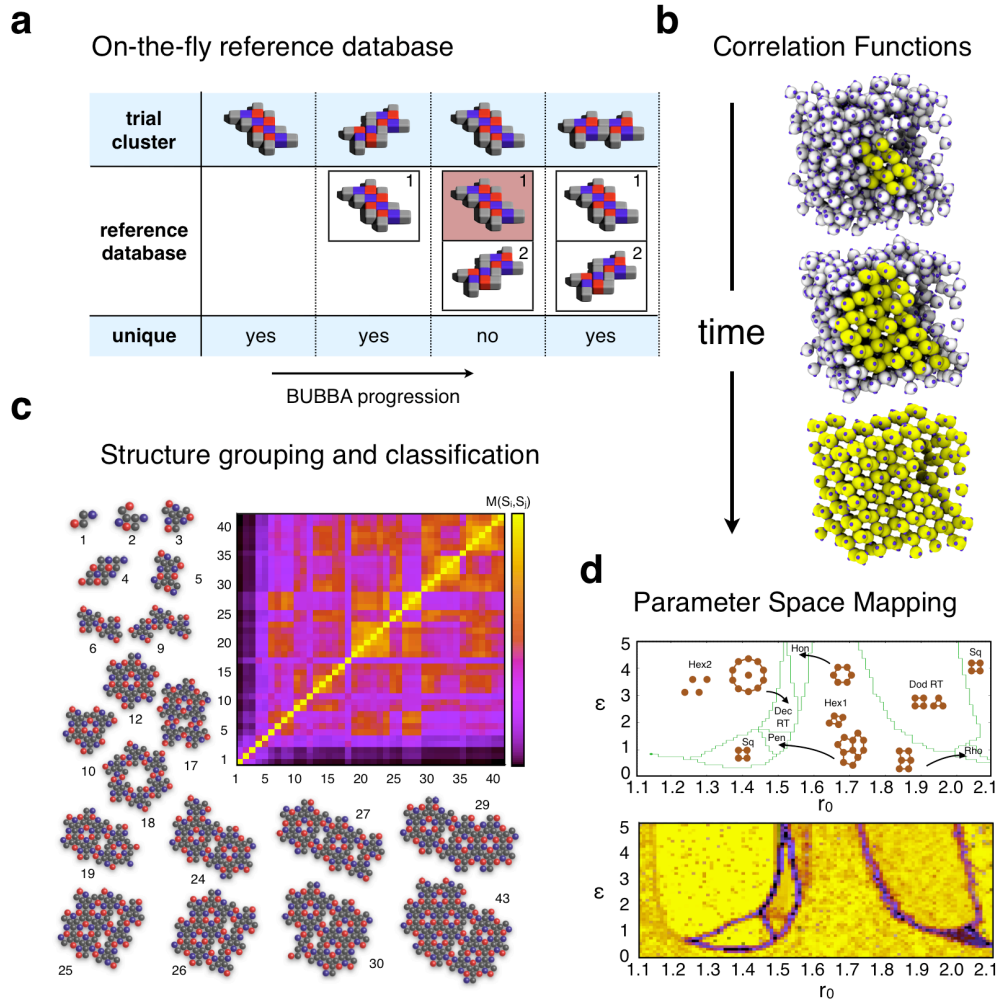 a
On-the-fly reference database
trial
cluster
1
1
1
reference
database
2
2
unique
yes
yes
no
yes
BUBBA progression
b
Correlation Functions
time
c
Structure grouping and classification
M(Si,Sj)
1
2
3
4
5
6
9
12
10
17
18
19
24
27
29
25
26
30
43
40
35
30
25
20
15
10
5
1
1
5
10
15
20
25
30
35
40
d
Parameter Space Mapping
5
4
3
2
1
0
ε
Hex2
Hon
Sq
Dod RT
Dec
RT
Hex1
Sq
Pen
Rho
1.1 1.2 1.3 1.4 1.5 1.6 1.7 1.8 1.9 2.0 2.1
r0
5
4
3
2
1
0
ε
1.1 1.2 1.3 1.4 1.5 1.6 1.7 1.8 1.9 2.0 2.1
r0